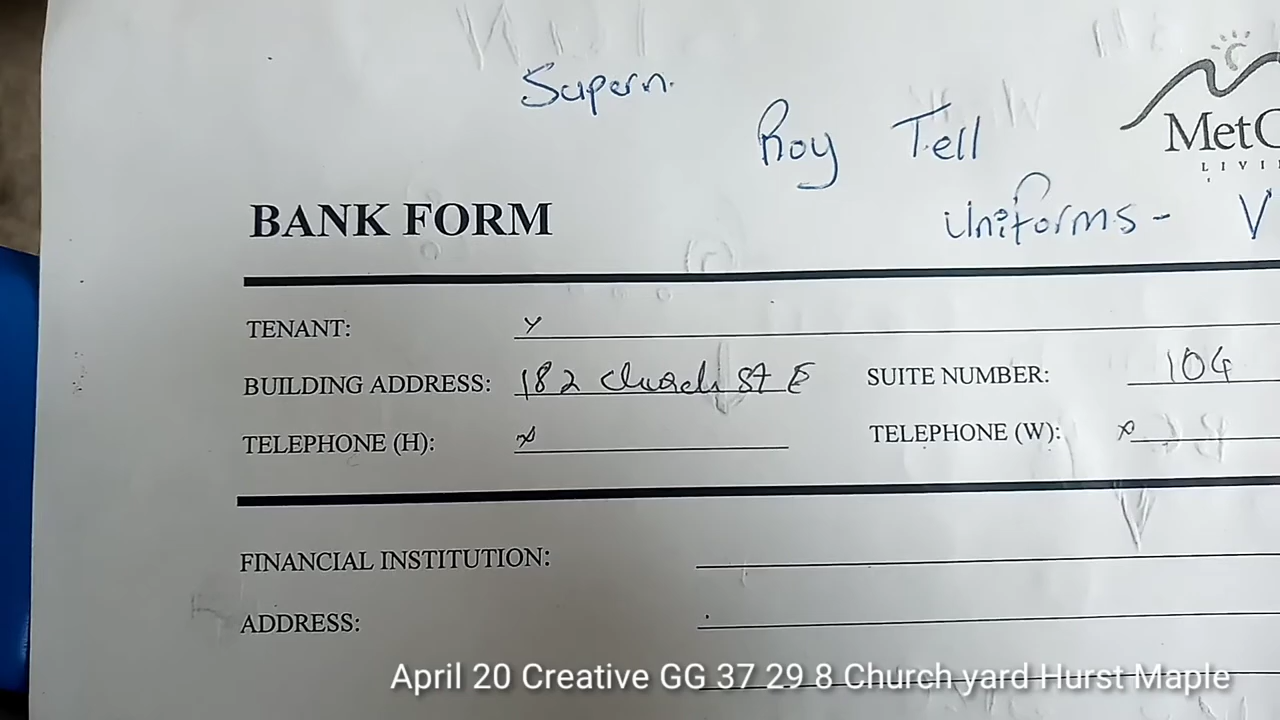 Supern.
Roy Tell
MetC
LIVI
Uniforms - V
BANK FORM
TENANT:
BUILDING ADDRESS: 182 Church St E SUITE NUMBER: 104
TELEPHONE (H): x TELEPHONE (W): x
FINANCIAL INSTITUTION:
ADDRESS:
April 20 Creative GG 37 29 8 Church yard Hurst Maple